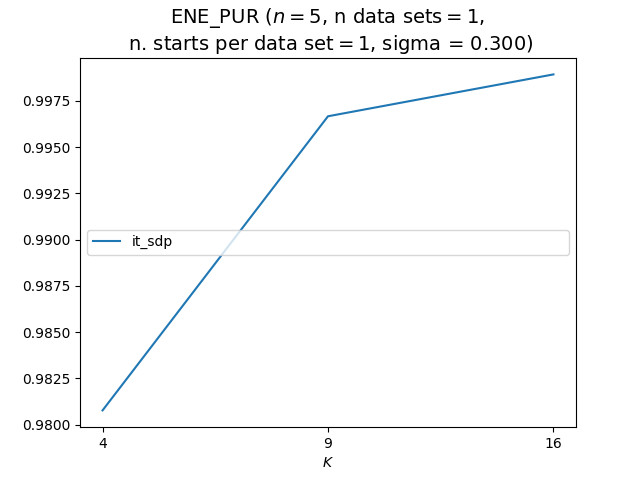 ENE_PUR (n = 5, n data sets = 1,
n. starts per data set = 1, sigma = 0.300)
0.9975
0.9950
0.9925
0.9900
0.9875
0.9850
0.9825
0.9800
it_sdp
4 9 16
K